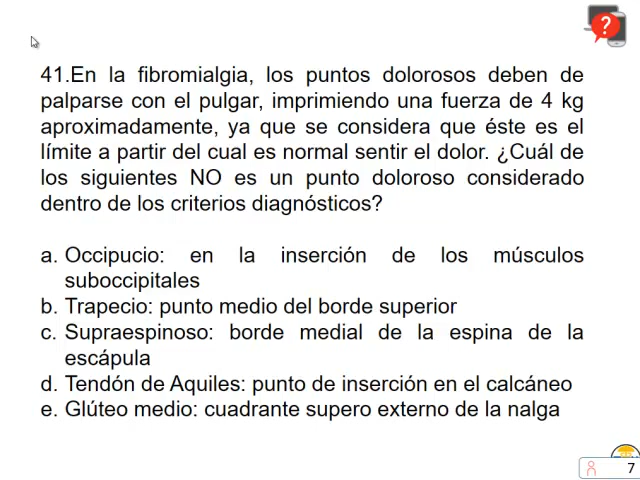 ?
41.En la fibromialgia, los puntos dolorosos deben de
palparse con el pulgar, imprimiendo una fuerza de 4 kg
aproximadamente, ya que se considera que éste es el
límite a partir del cual es normal sentir el dolor. ¿Cuál de
los siguientes NO es un punto doloroso considerado
dentro de los criterios diagnósticos?
a. Occipucio: en la inserción de los músculos
suboccipitales
b. Trapecio: punto medio del borde superior
c. Supraespinoso: borde medial de la espina de la
escápula
d. Tendón de Aquiles: punto de inserción en el calcáneo
e. Glúteo medio: cuadrante supero externo de la nalga
7